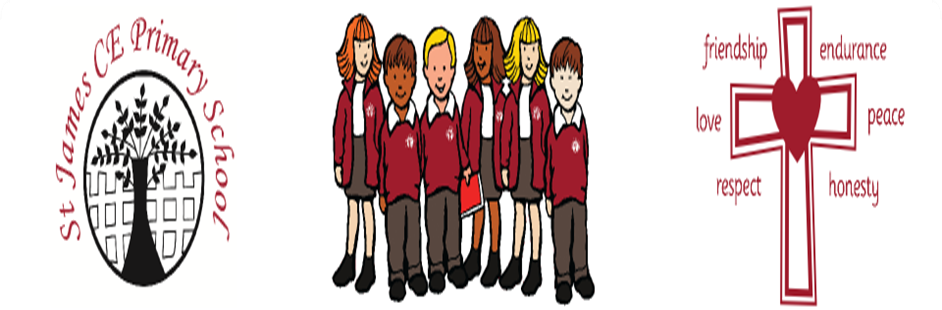 St James CE Primary School
friendship
endurance
love
peace
respect
honesty